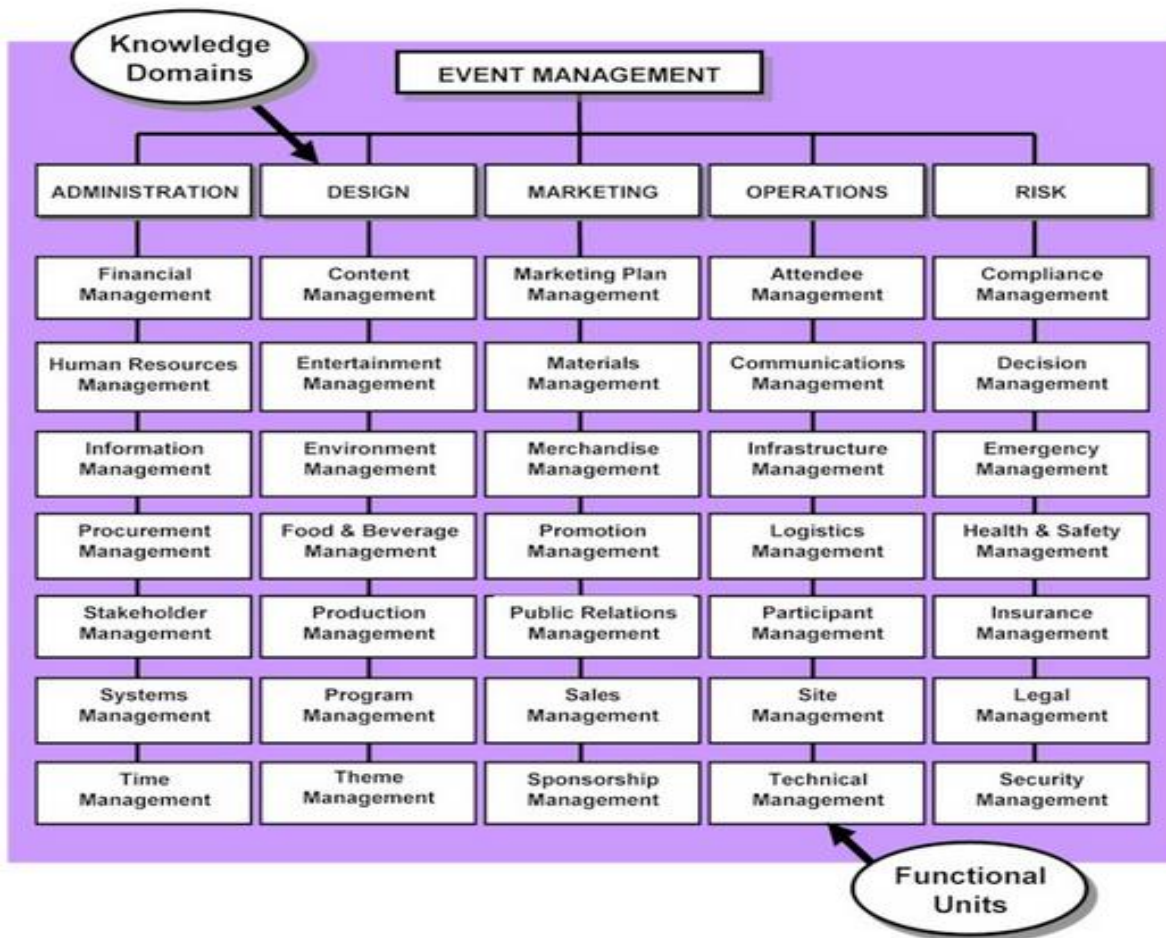 Knowledge
Domains
EVENT MANAGEMENT
ADMINISTRATION
DESIGN
MARKETING
OPERATIONS
RISK
Financial
Management
Content
Management
Marketing Plan
Management
Attendee
Management
Compliance
Management
Human Resources
Management
Entertainment
Management
Materials
Management
Communications
Management
Decision
Management
Information
Management
Environment
Management
Merchandise
Management
Infrastructure
Management
Emergency
Management
Procurement
Management
Food & Beverage
Management
Promotion
Management
Logistics
Management
Health & Safety
Management
Stakeholder
Management
Production
Management
Public Relations
Management
Participant
Management
Insurance
Management
Systems
Management
Program
Management
Sales
Management
Site
Management
Legal
Management
Time
Management
Theme
Management
Sponsorship
Management
Technical
Management
Security
Management
Functional
Units